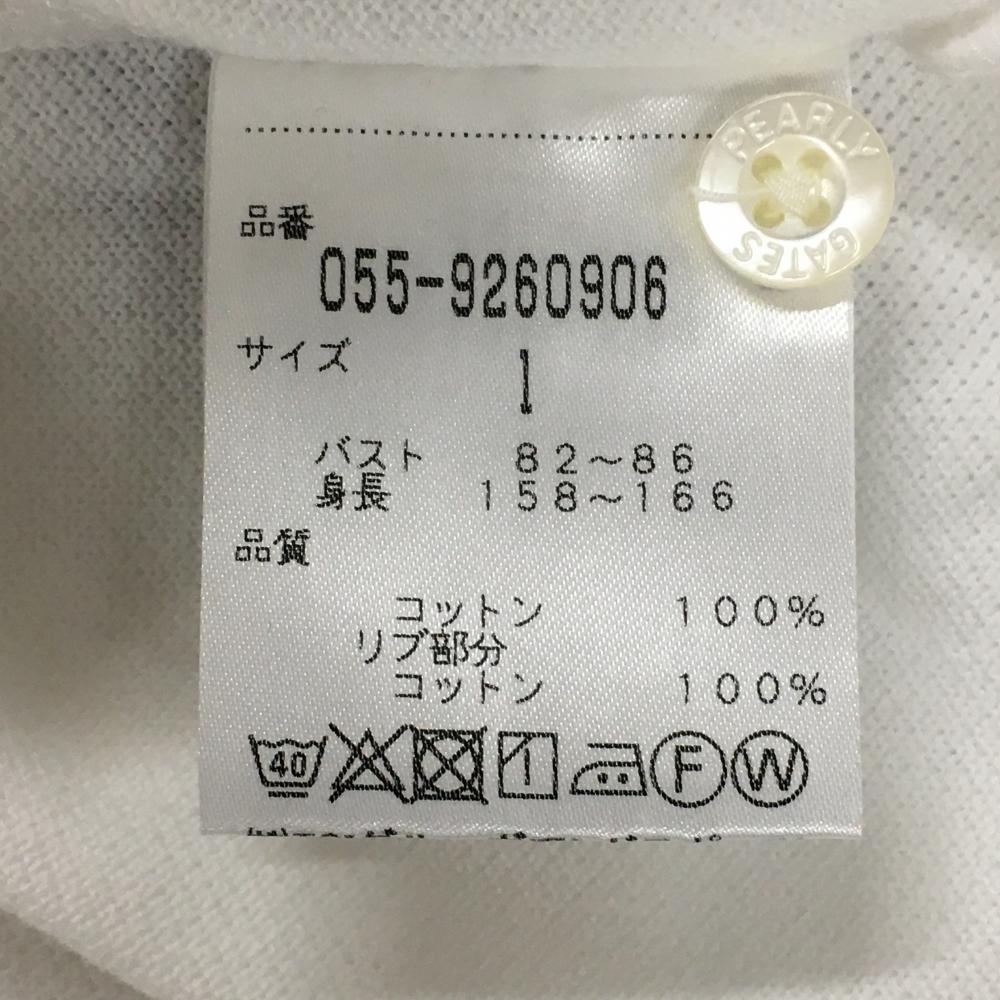 PEARLY
GATES
品番
055-9260906
サイズ
1
バスト 82～86
身長 158～166
品質
コットン 100%
リブ部分
コットン 100%
40 F W